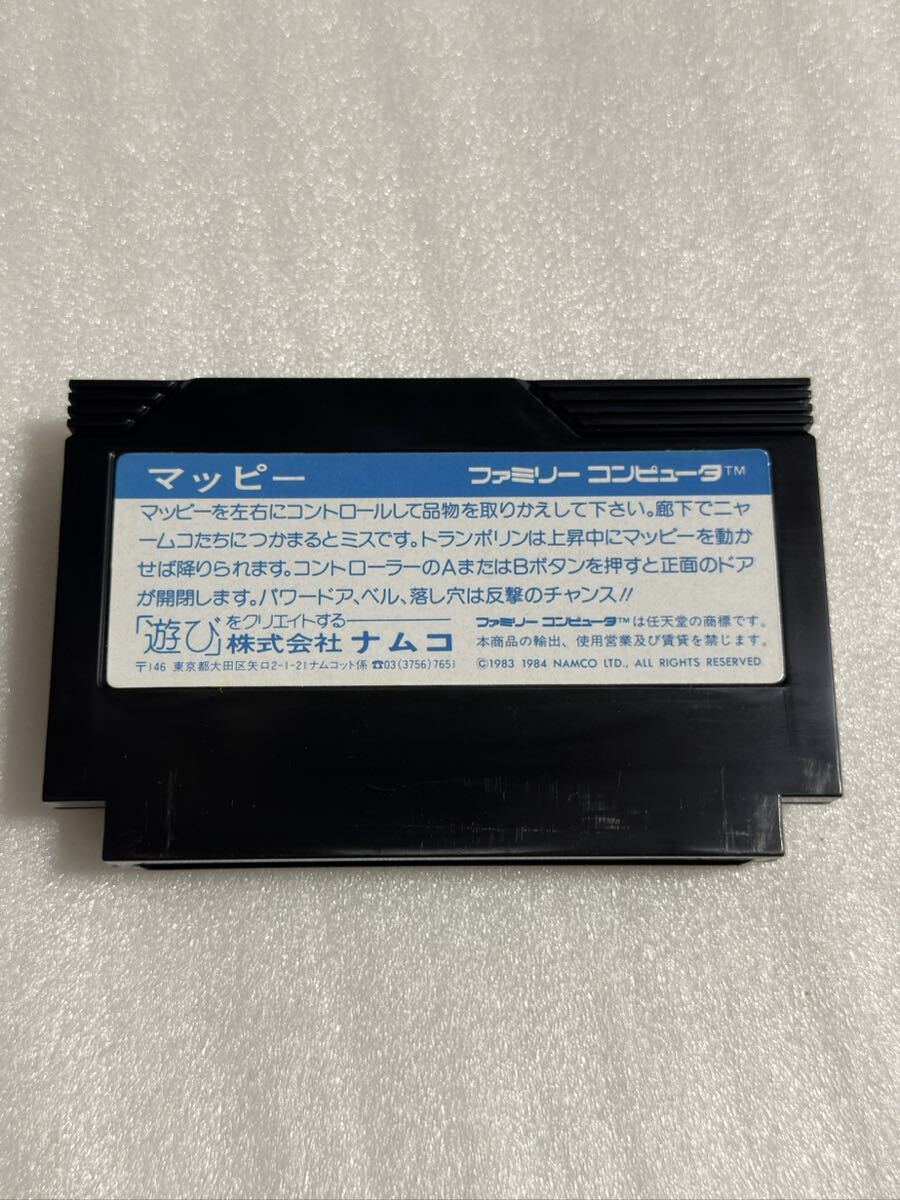 マッピー ファミリー コンピュータ™
マッピーを左右にコントロールして品物を取りかえして下さい。廊下でニャ
ームコたちにつかまるとミスです。トランポリンは上昇中にマッピーを動か
せば降りられます。コントローラーのAまたはBボタンを押すと正面のドア
が開閉します。パワードア、ベル、落し穴は反撃のチャンス!!
「遊び」をクリエイトする
株式会社 ナムコ
〒146 東京都大田区矢口2-1-21ナムコット係 ☎03(3756)7651
ファミリー コンピュータ™は任天堂の商標です。
本商品の輸出、使用営業及び賃貸を禁じます。
©1983 1984 NAMCO LTD., ALL RIGHTS RESERVED